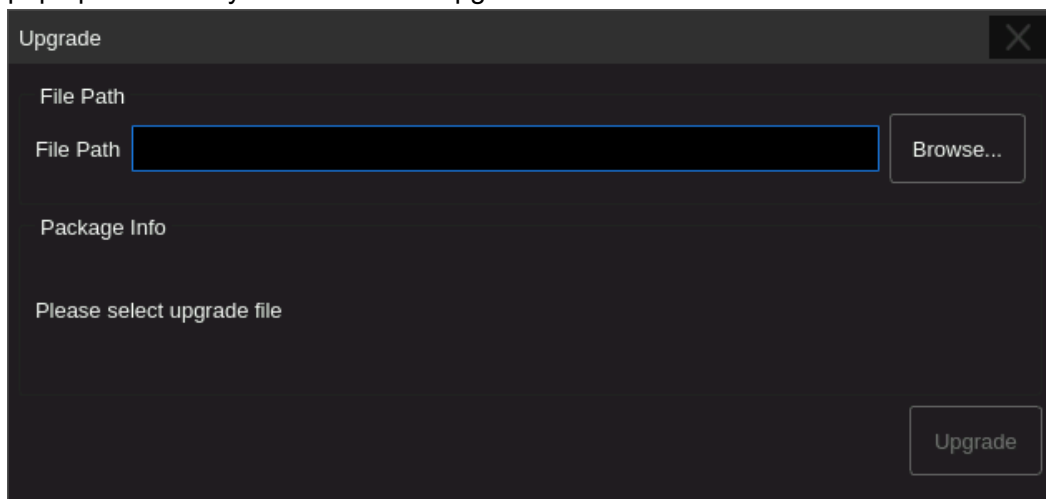 Upgrade
File Path
File Path
Browse...
Package Info
Please select upgrade file
Upgrade